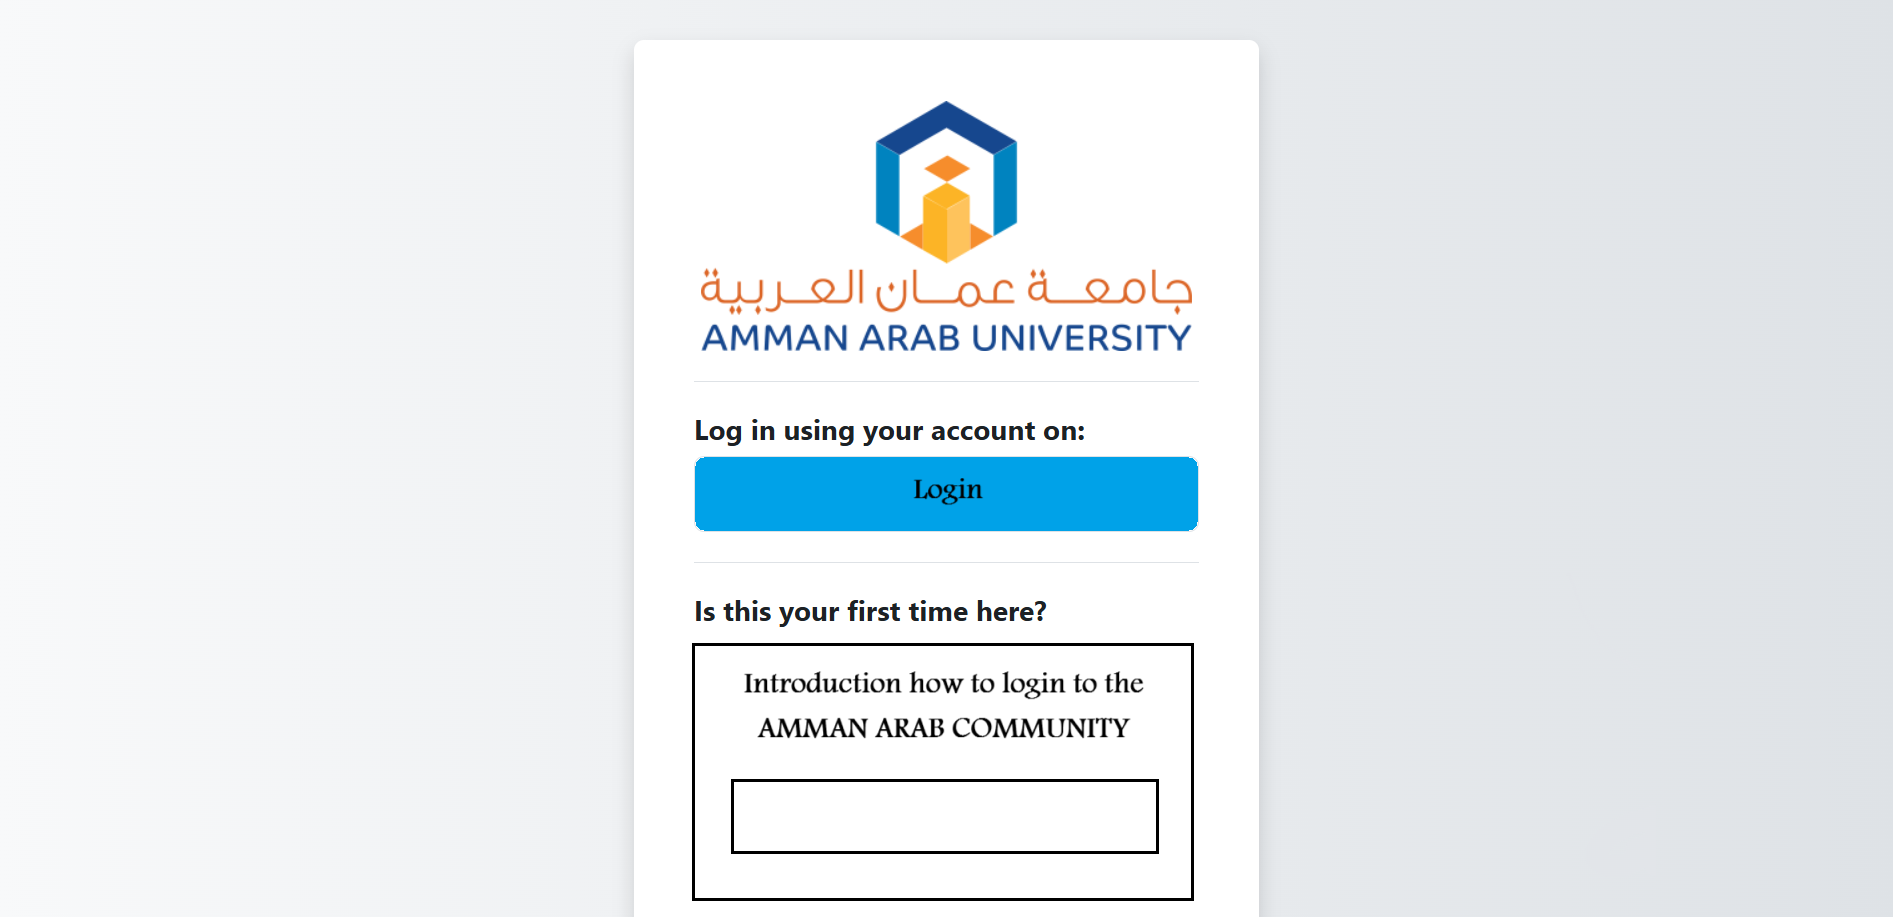 جامعة عمان العربية
AMMAN ARAB UNIVERSITY
Log in using your account on:
Login
Is this your first time here?
Introduction how to login to the
AMMAN ARAB COMMUNITY